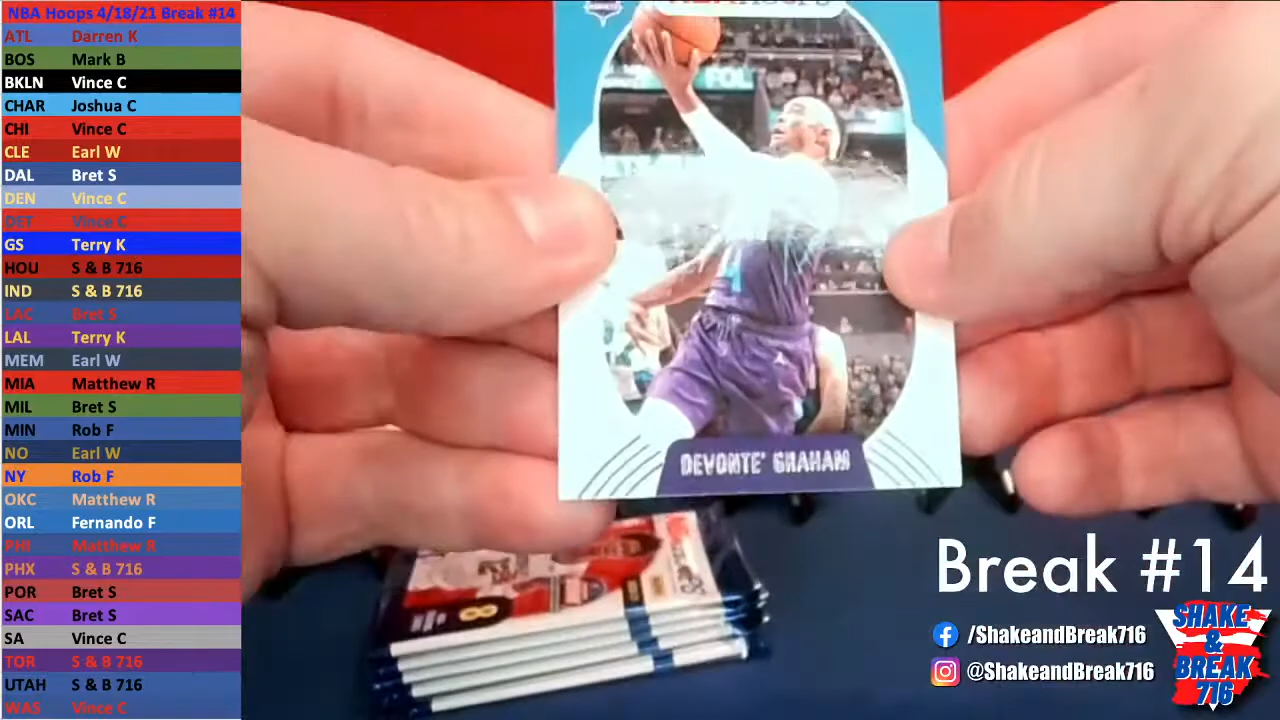 NBA Hoops 4/18/21 Break #14
ATL Darren K
BOS Mark B
BKLN Vince C
CHAR Joshua C
CHI Vince C
CLE Earl W
DAL Bret S
DEN Vince C
DET Vince C
GS Terry K
HOU S & B 716
IND S & B 716
LAC Bret S
LAL Terry K
MEM Earl W
MIA Matthew R
MIL Bret S
MIN Rob F
NO Earl W
NY Rob F
OKC Matthew R
ORL Fernando F
PHI Matthew R
PHX S & B 716
POR Bret S
SAC Bret S
SA Vince C
TOR S & B 716
UTAH S & B 716
WAS Vince C
DEVONTE' GRAHAM
8
Break #14
/ShakeandBreak716
@ShakeandBreak716
SHAKE
&
BREAK
716